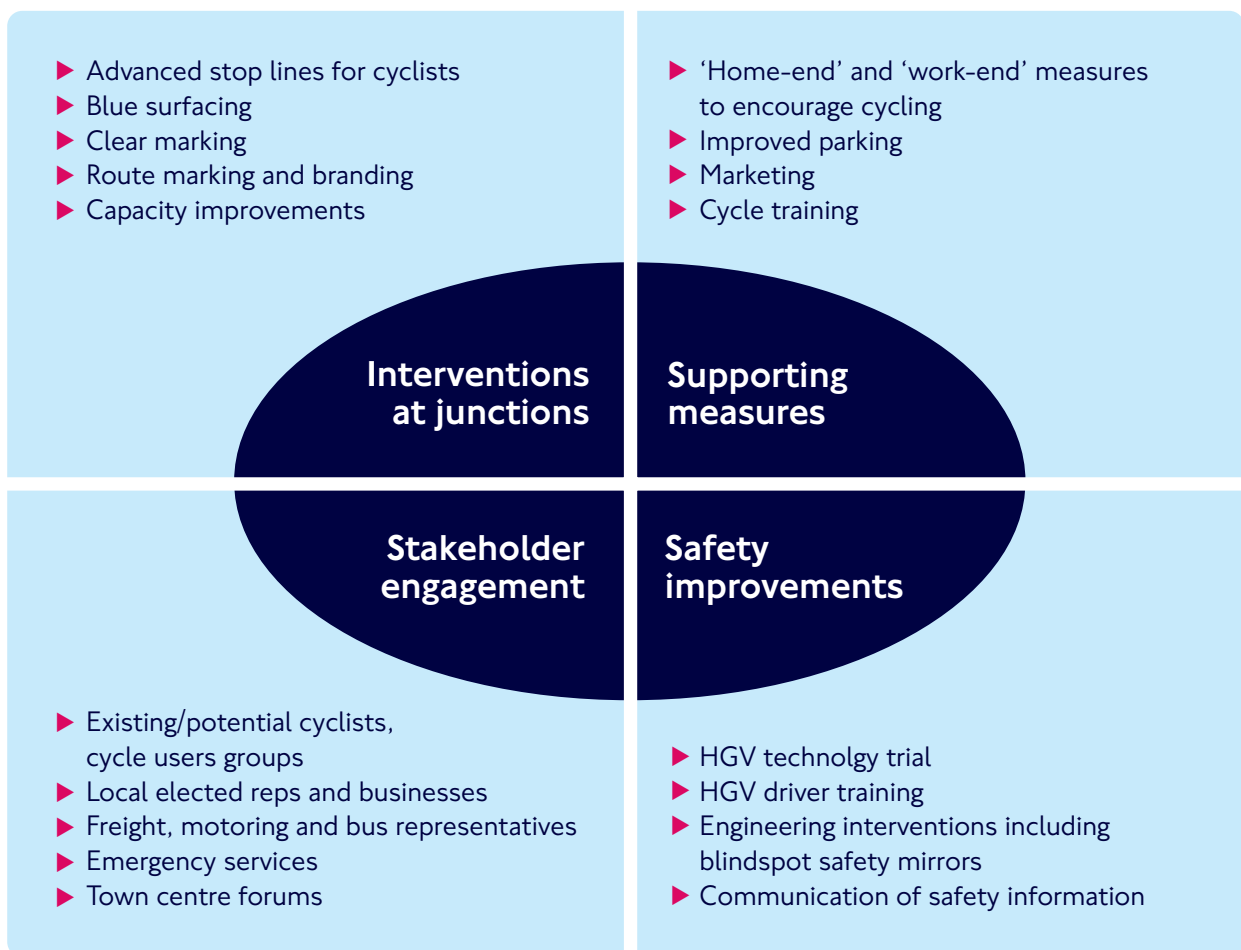 Advanced stop lines for cyclists
Blue surfacing
Clear marking
Route marking and branding
Capacity improvements
Interventions
at junctions
‘Home-end’ and ‘work-end’ measures
to encourage cycling
Improved parking
Marketing
Cycle training
Supporting
measures
Stakeholder
engagement
Existing/potential cyclists,
cycle users groups
Local elected reps and businesses
Freight, motoring and bus representatives
Emergency services
Town centre forums
Safety
improvements
HGV technolgy trial
HGV driver training
Engineering interventions including
blindspot safety mirrors
Communication of safety information